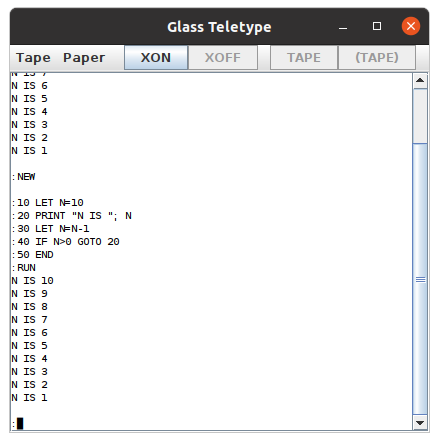 Glass Teletype
Tape Paper XON XOFF TAPE (TAPE)
N IS 7
N IS 6
N IS 5
N IS 4
N IS 3
N IS 2
N IS 1
:NEW
:10 LET N=10
:20 PRINT "N IS "; N
:30 LET N=N-1
:40 IF N>0 GOTO 20
:50 END
:RUN
N IS 10
N IS 9
N IS 8
N IS 7
N IS 6
N IS 5
N IS 4
N IS 3
N IS 2
N IS 1
: